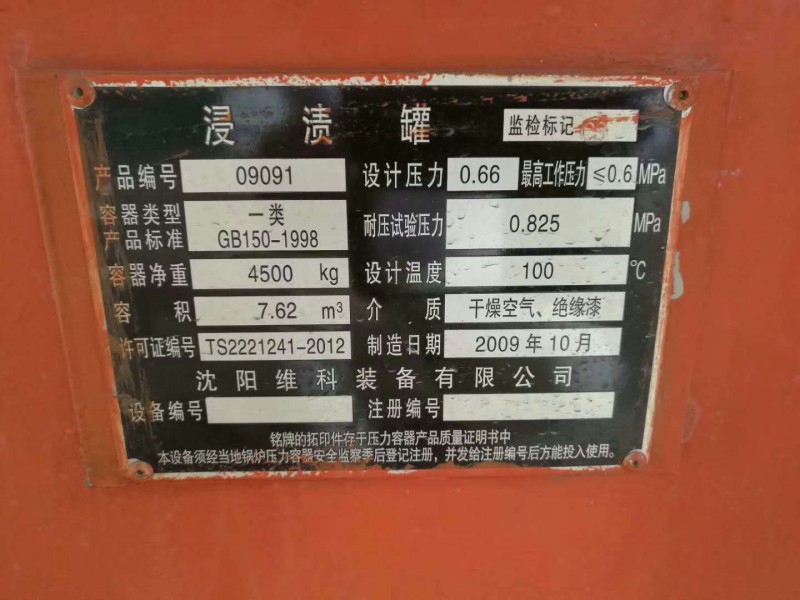 浸渍罐 监检标记
产品编号 09091 设计压力 0.66 最高工作压力 ≤0.6 MPa
容器类型 一类
产品标准 GB150-1998 耐压试验压力 0.825 MPa
容器净重 4500 kg 设计温度 100 ℃
容积 7.62 m³ 介质 干燥空气、绝缘漆
许可证编号 TS2221241-2012 制造日期 2009年10月
沈阳维科装备有限公司
设备编号 注册编号
铭牌的拓印件存于压力容器产品质量证明书中
本设备须经当地锅炉压力容器安全监察季后登记注册,并发给注册编号后方能投入使用。